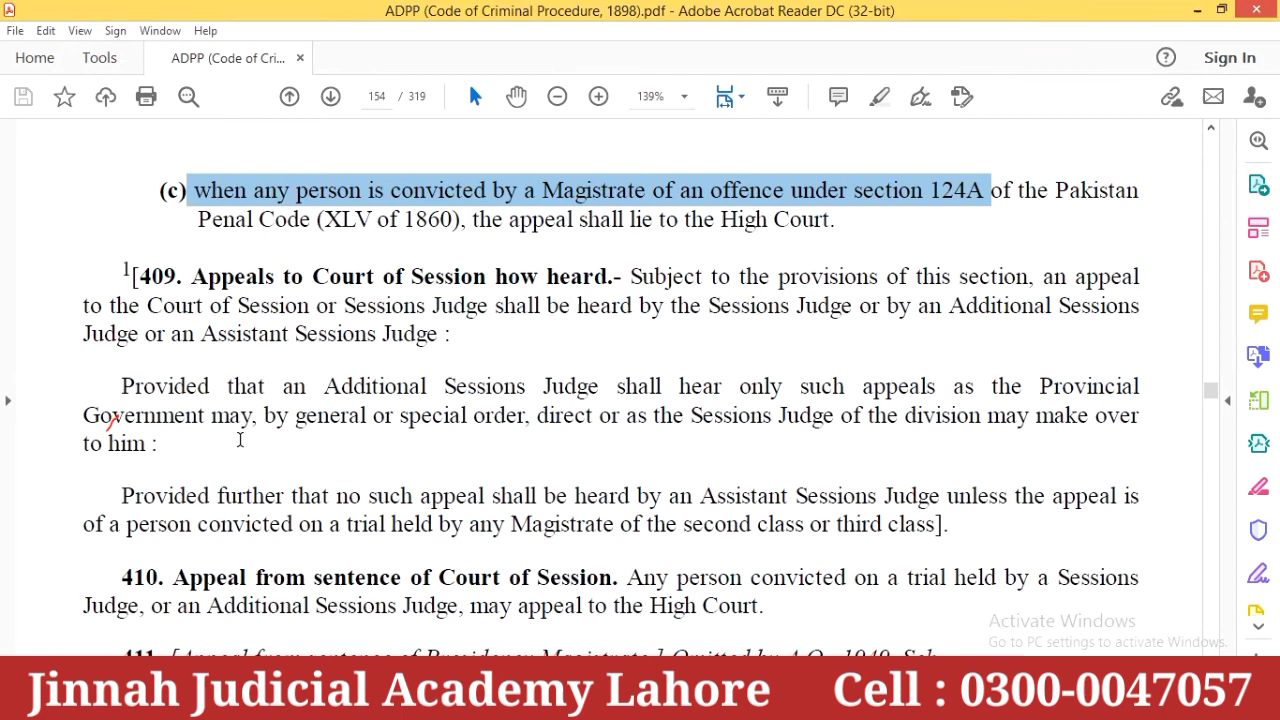 ADPP (Code of Criminal Procedure, 1898).pdf - Adobe Acrobat Reader DC (32-bit)
File Edit View Sign Window Help
Home Tools ADPP (Code of Cri... × Sign In
154 / 319 139%
(c) when any person is convicted by a Magistrate of an offence under section 124A of the Pakistan
Penal Code (XLV of 1860), the appeal shall lie to the High Court.
1[409. Appeals to Court of Session how heard.- Subject to the provisions of this section, an appeal
to the Court of Session or Sessions Judge shall be heard by the Sessions Judge or by an Additional Sessions
Judge or an Assistant Sessions Judge :
Provided that an Additional Sessions Judge shall hear only such appeals as the Provincial
Government may, by general or special order, direct or as the Sessions Judge of the division may make over
to him :
Provided further that no such appeal shall be heard by an Assistant Sessions Judge unless the appeal is
of a person convicted on a trial held by any Magistrate of the second class or third class].
410. Appeal from sentence of Court of Session. Any person convicted on a trial held by a Sessions
Judge, or an Additional Sessions Judge, may appeal to the High Court.
Activate Windows
Go to PC settings to activate Windows.
411. [Appeal from sentence of Presidency Magistrate.] Omitted by A.O., 1949, Sch.
Jinnah Judicial Academy Lahore Cell : 0300-0047057